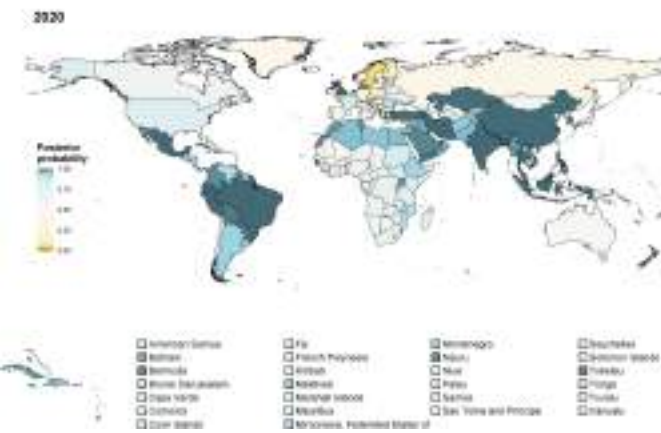 2020
Posterior
probability
American Samoa
Bahrain
Bermuda
Brunei Darussalam
Cape Verde
Comoros
Cook Islands
Fiji
French Polynesia
Kiribati
Maldives
Marshall Islands
Mauritius
Micronesia, Federated States of
Montenegro
Nauru
Niue
Palau
Samoa
Sao Tome and Principe
Seychelles
Solomon Islands
Tokelau
Tonga
Tuvalu
Vanuatu